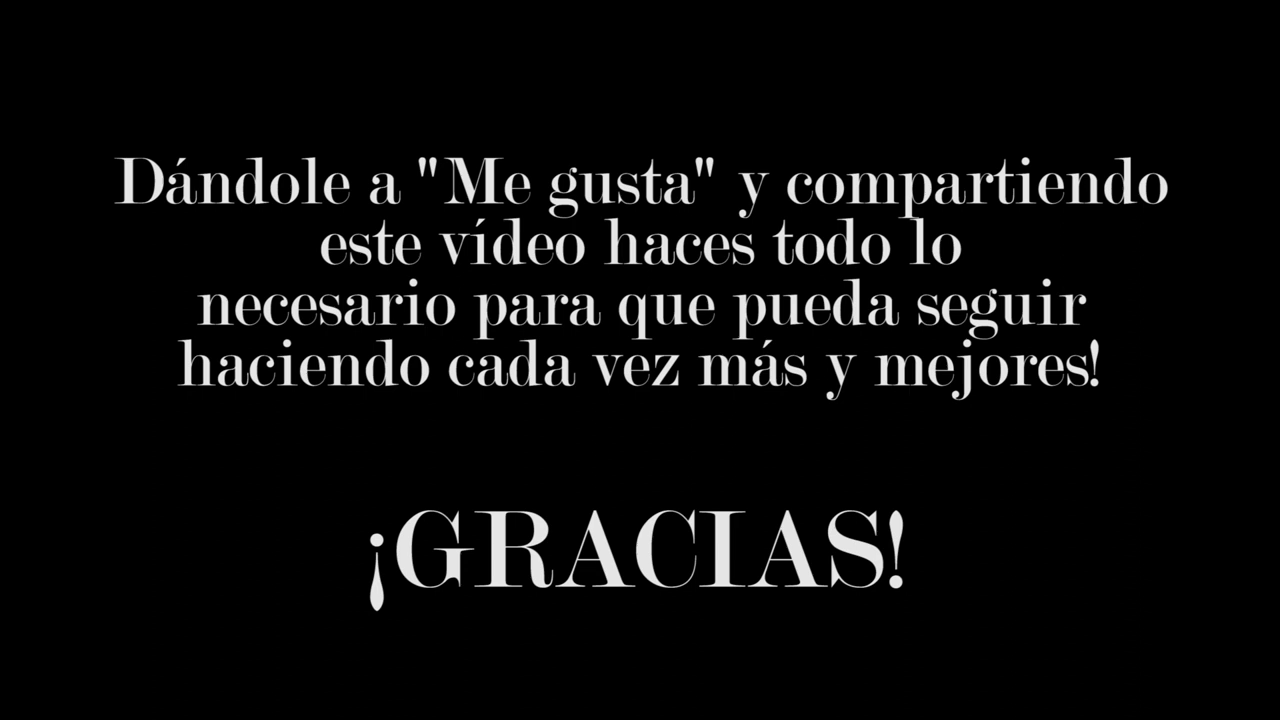 Dándole a "Me gusta" y compartiendo
este vídeo haces todo lo
necesario para que pueda seguir
haciendo cada vez más y mejores!
¡GRACIAS!